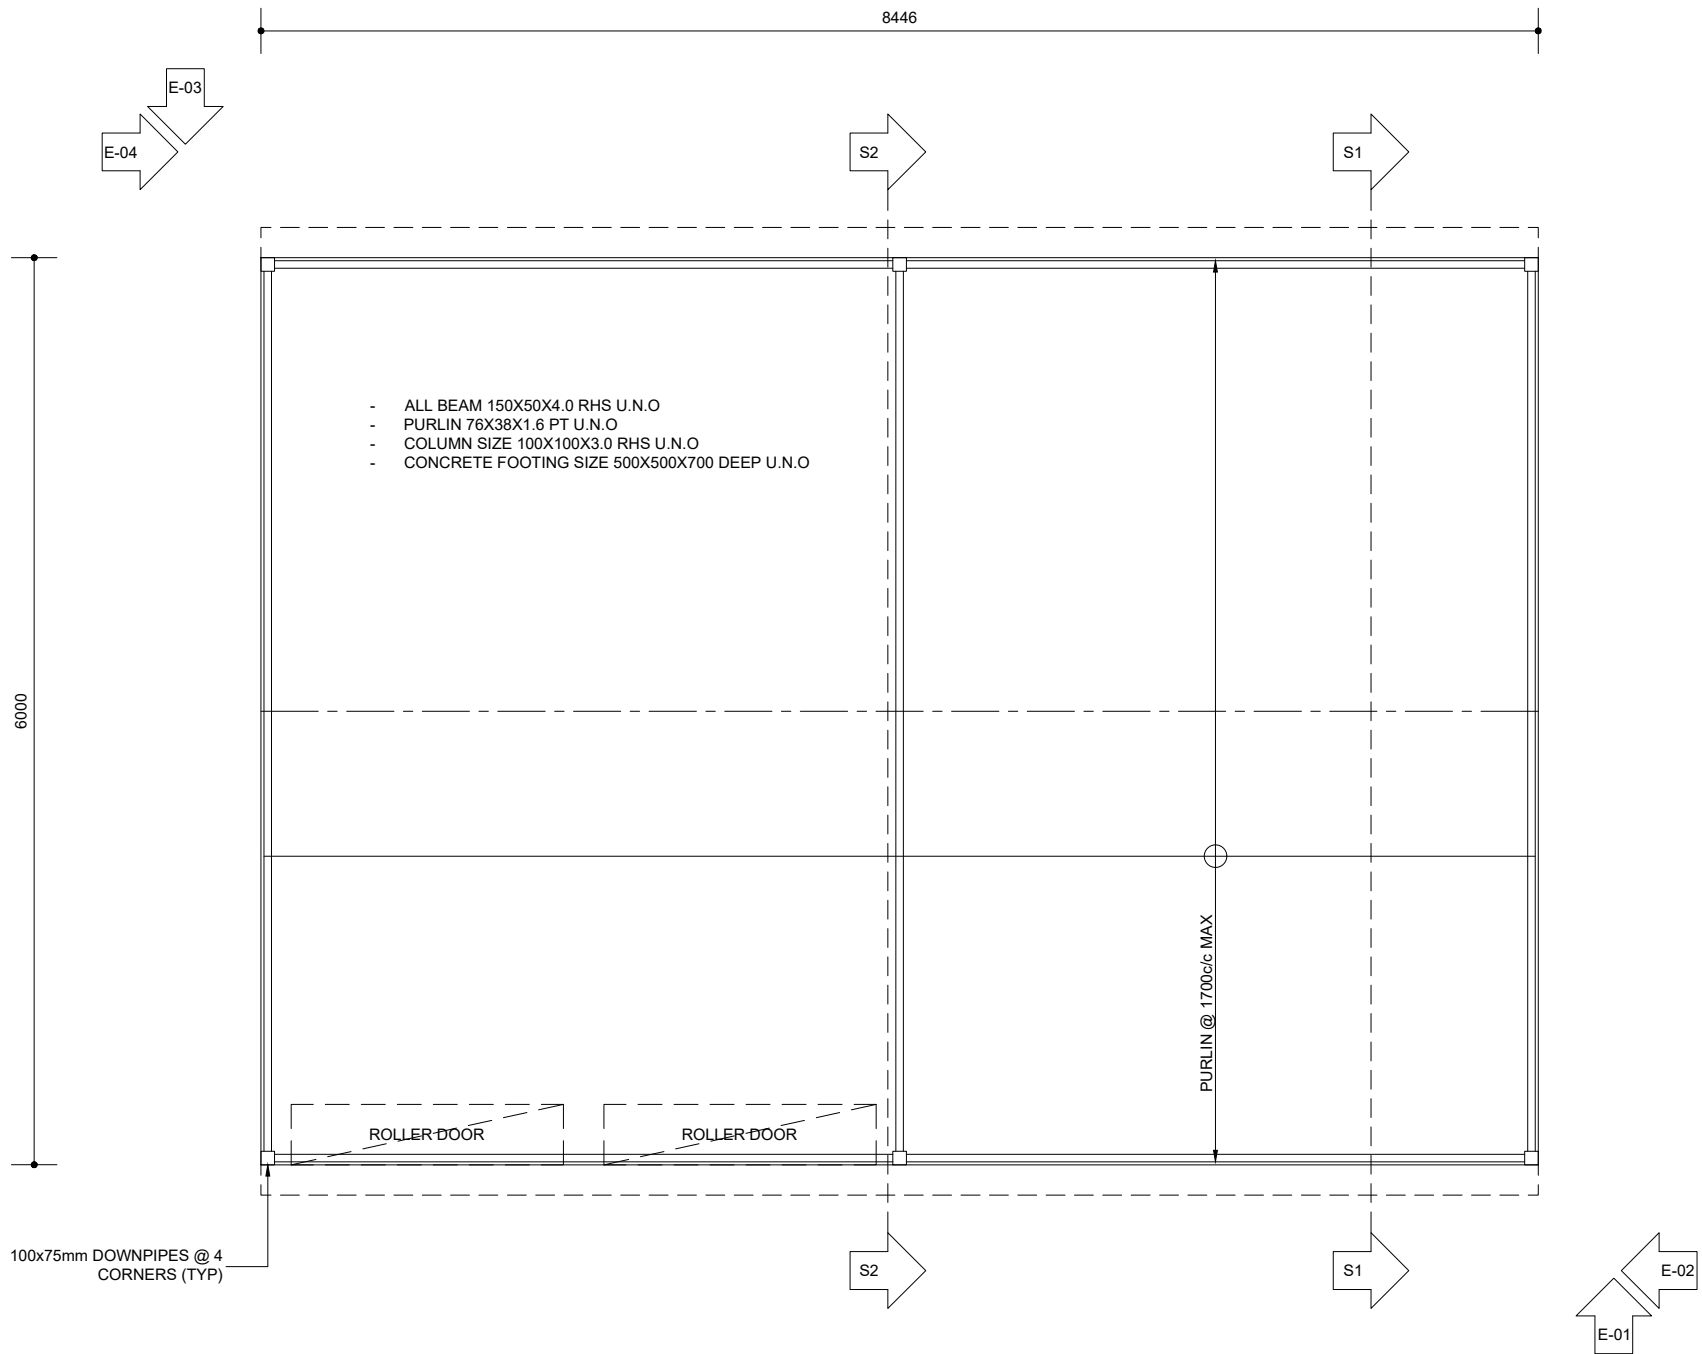 8446
E-03
E-04
S2
S1
- ALL BEAM 150X50X4.0 RHS U.N.O
- PURLIN 76X38X1.6 PT U.N.O
- COLUMN SIZE 100X100X3.0 RHS U.N.O
- CONCRETE FOOTING SIZE 500X500X700 DEEP U.N.O
6000
PURLIN @ 1700c/c MAX
ROLLER DOOR
ROLLER DOOR
100x75mm DOWNPIPES @ 4
CORNERS (TYP)
S2
S1
E-02
E-01